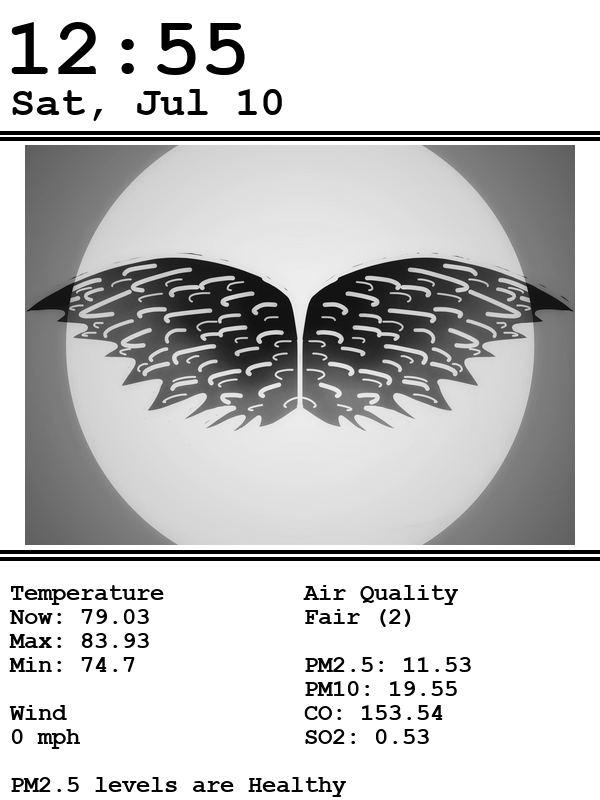 12:55
Sat, Jul 10
Temperature
Now: 79.03
Max: 83.93
Min: 74.7
Wind
0 mph
Air Quality
Fair (2)
PM2.5: 11.53
PM10: 19.55
CO: 153.54
SO2: 0.53
PM2.5 levels are Healthy